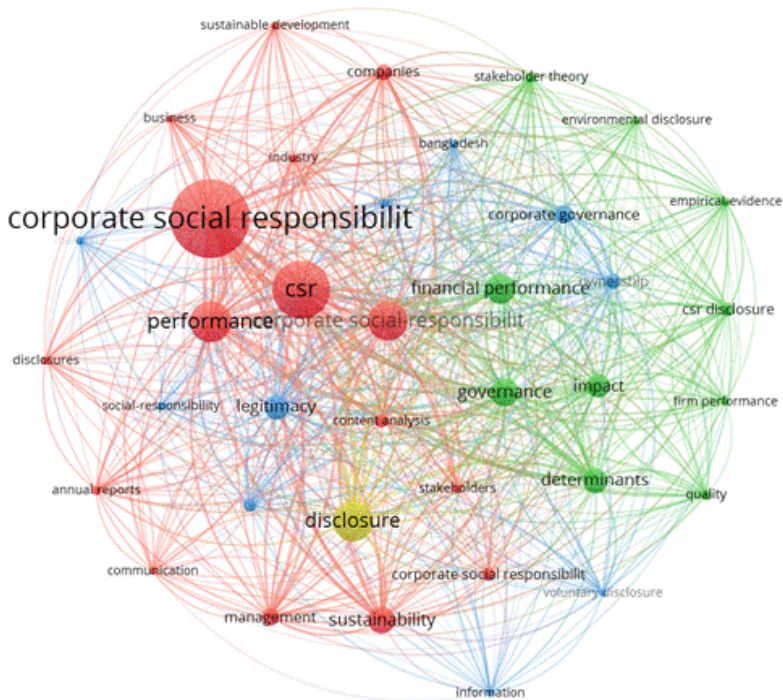 sustainable development
companies
stakeholder theory
business
environmental disclosure
bangladesh
industry
empirical evidence
corporate social responsibilit
corporate governance
ownership
csr
financial performance
csr disclosure
performance
corporate social-responsibilit
disclosures
impact
governance
firm performance
social-responsibility
legitimacy
content analysis
determinants
annual reports
stakeholders
quality
disclosure
communication
corporate social responsibilit
voluntary disclosure
management
sustainability
information